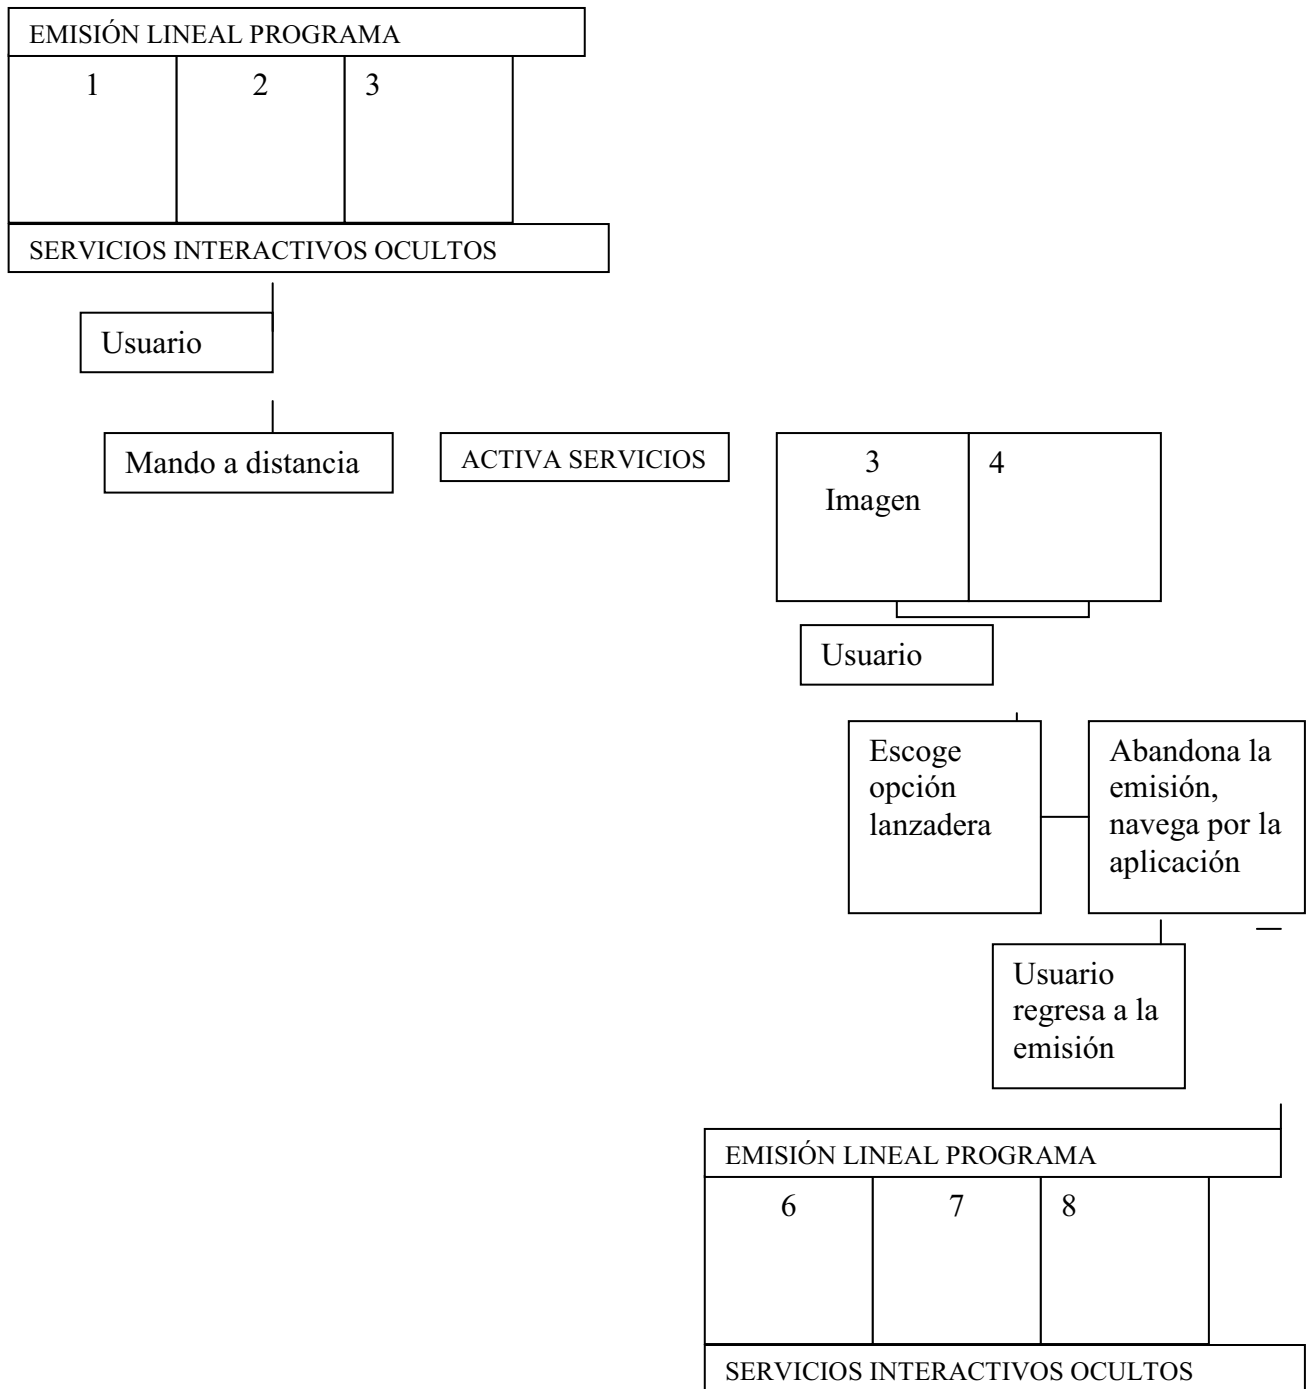 EMISIÓN LINEAL PROGRAMA
1 2 3
SERVICIOS INTERACTIVOS OCULTOS
Usuario
Mando a distancia
ACTIVA SERVICIOS
3 4
Imagen
Usuario
Escoge
opción
lanzadera
Abandona la
emisión,
navega por la
aplicación
Usuario
regresa a la
emisión
EMISIÓN LINEAL PROGRAMA
6 7 8
SERVICIOS INTERACTIVOS OCULTOS